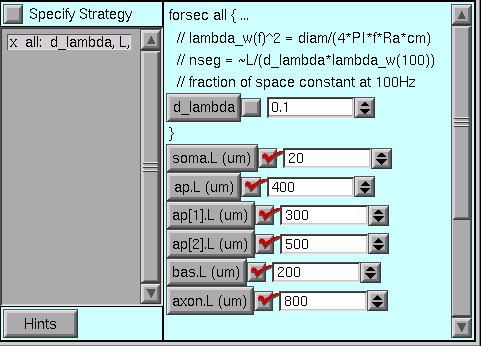 Specify Strategy
x all: d_lambda, L,
Hints
forsec all { ...
// lambda_w(f)^2 = diam/(4*PI*f*Ra*cm)
// nseg = ~L/(d_lambda*lambda_w(100))
// fraction of space constant at 100Hz
d_lambda 0.1
}
soma.L (um) 20
ap.L (um) 400
ap[1].L (um) 300
ap[2].L (um) 500
bas.L (um) 200
axon.L (um) 800